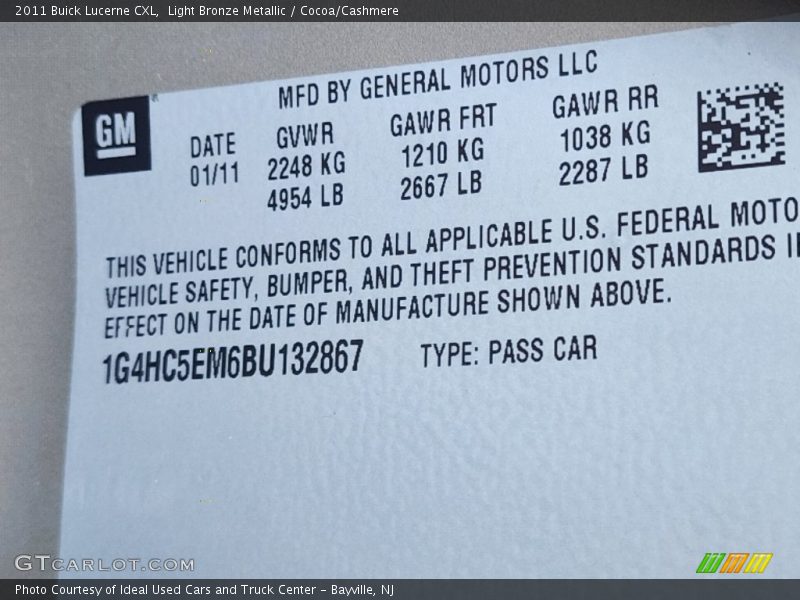 2011 Buick Lucerne CXL,  Light Bronze Metallic / Cocoa/Cashmere
GM
MFD BY GENERAL MOTORS LLC
DATE GVWR GAWR FRT GAWR RR
01/11 2248 KG 1210 KG 1038 KG
4954 LB 2667 LB 2287 LB
THIS VEHICLE CONFORMS TO ALL APPLICABLE U.S. FEDERAL MOTO
VEHICLE SAFETY, BUMPER, AND THEFT PREVENTION STANDARDS I
EFFECT ON THE DATE OF MANUFACTURE SHOWN ABOVE.
1G4HC5EM6BU132867 TYPE: PASS CAR
GTCARLOT.COM
Photo Courtesy of Ideal Used Cars and Truck Center – Bayville, NJ